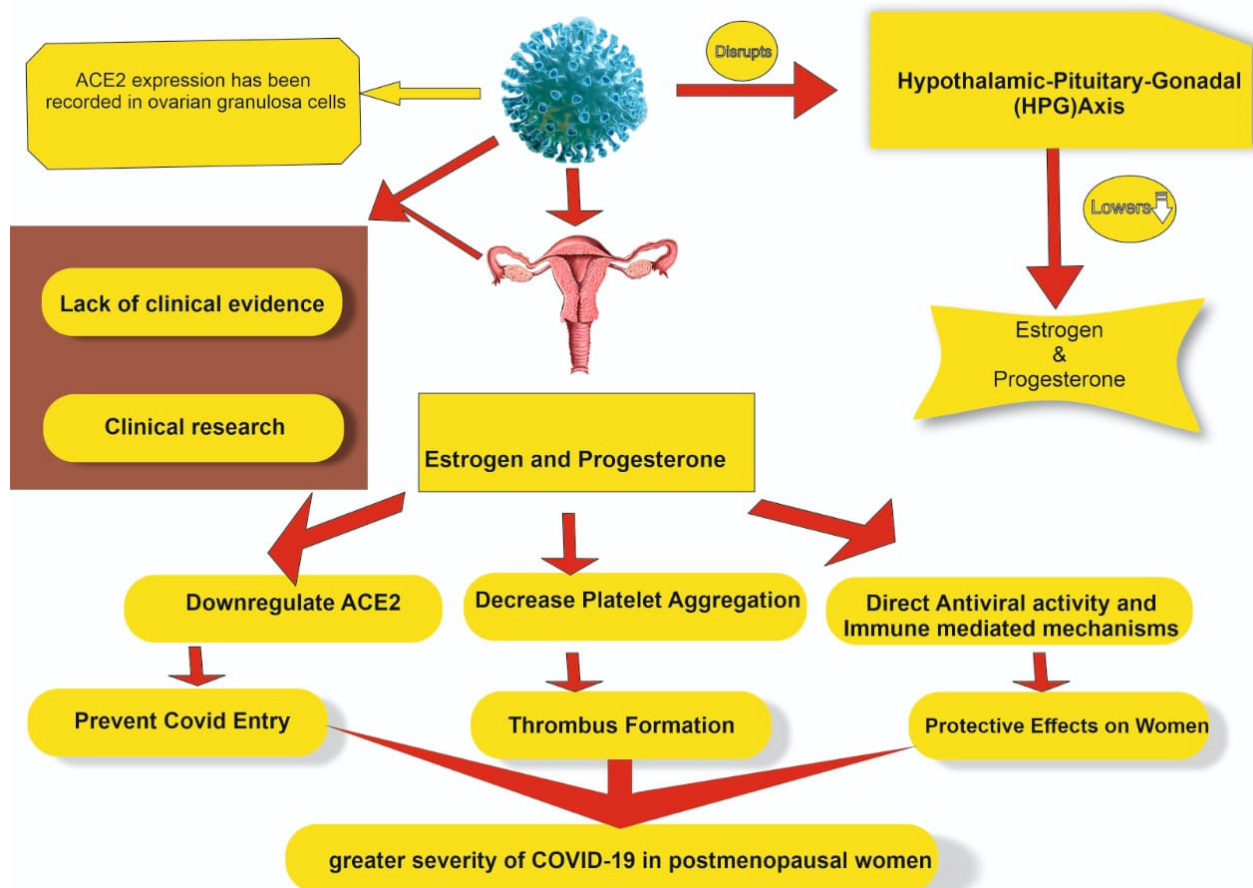 ACE2 expression has been
recorded in ovarian granulosa cells
Disrupts
Hypothalamic-Pituitary-Gonadal
(HPG)Axis
Lowers
Estrogen
&
Progesterone
Lack of clinical evidence
Clinical research
Estrogen and Progesterone
Downregulate ACE2
Decrease Platelet Aggregation
Direct Antiviral activity and
Immune mediated mechanisms
Prevent Covid Entry
Thrombus Formation
Protective Effects on Women
greater severity of COVID-19 in postmenopausal women